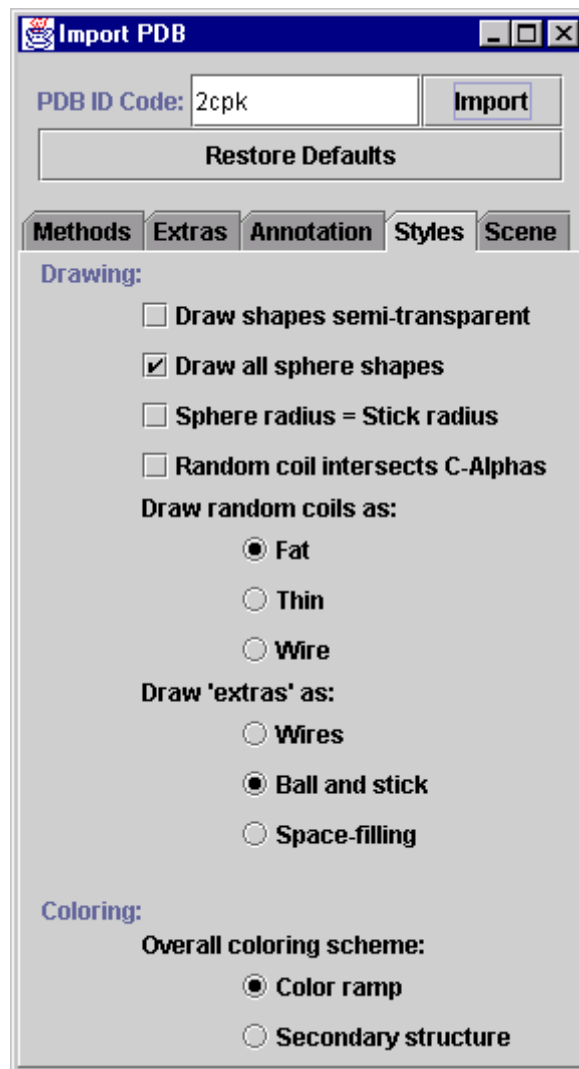 Import PDB
PDB ID Code: 2cpk Import
Restore Defaults
Methods Extras Annotation Styles Scene
Drawing:
Draw shapes semi-transparent
Draw all sphere shapes
Sphere radius = Stick radius
Random coil intersects C-Alphas
Draw random coils as:
Fat
Thin
Wire
Draw 'extras' as:
Wires
Ball and stick
Space-filling
Coloring:
Overall coloring scheme:
Color ramp
Secondary structure